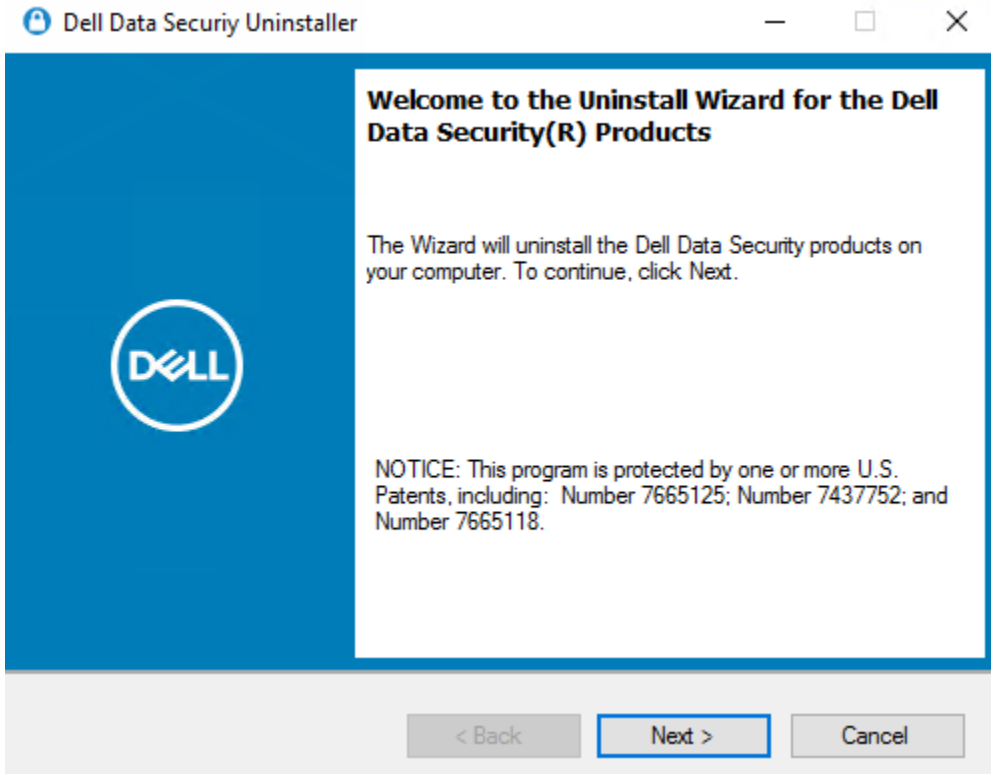 Dell Data Securiy Uninstaller
Welcome to the Uninstall Wizard for the Dell
Data Security(R) Products
The Wizard will uninstall the Dell Data Security products on
your computer. To continue, click Next.
DELL
NOTICE: This program is protected by one or more U.S.
Patents, including:  Number 7665125; Number 7437752; and
Number 7665118.
< Back
Next >
Cancel